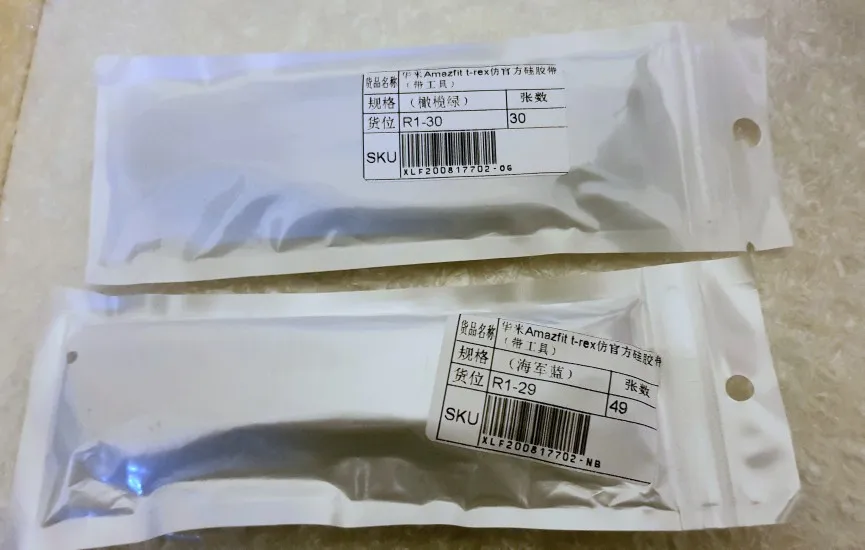 货品名称 华米Amazfit t-rex仿官方硅胶带
（带工具）
规格 （橄榄绿） 张数
货位 R1-30 30
SKU
XLF200817702-OG
货品名称 华米Amazfit t-rex仿官方硅胶带
（带工具）
规格 （海军蓝） 张数
货位 R1-29 49
SKU
XLF200817702-NB